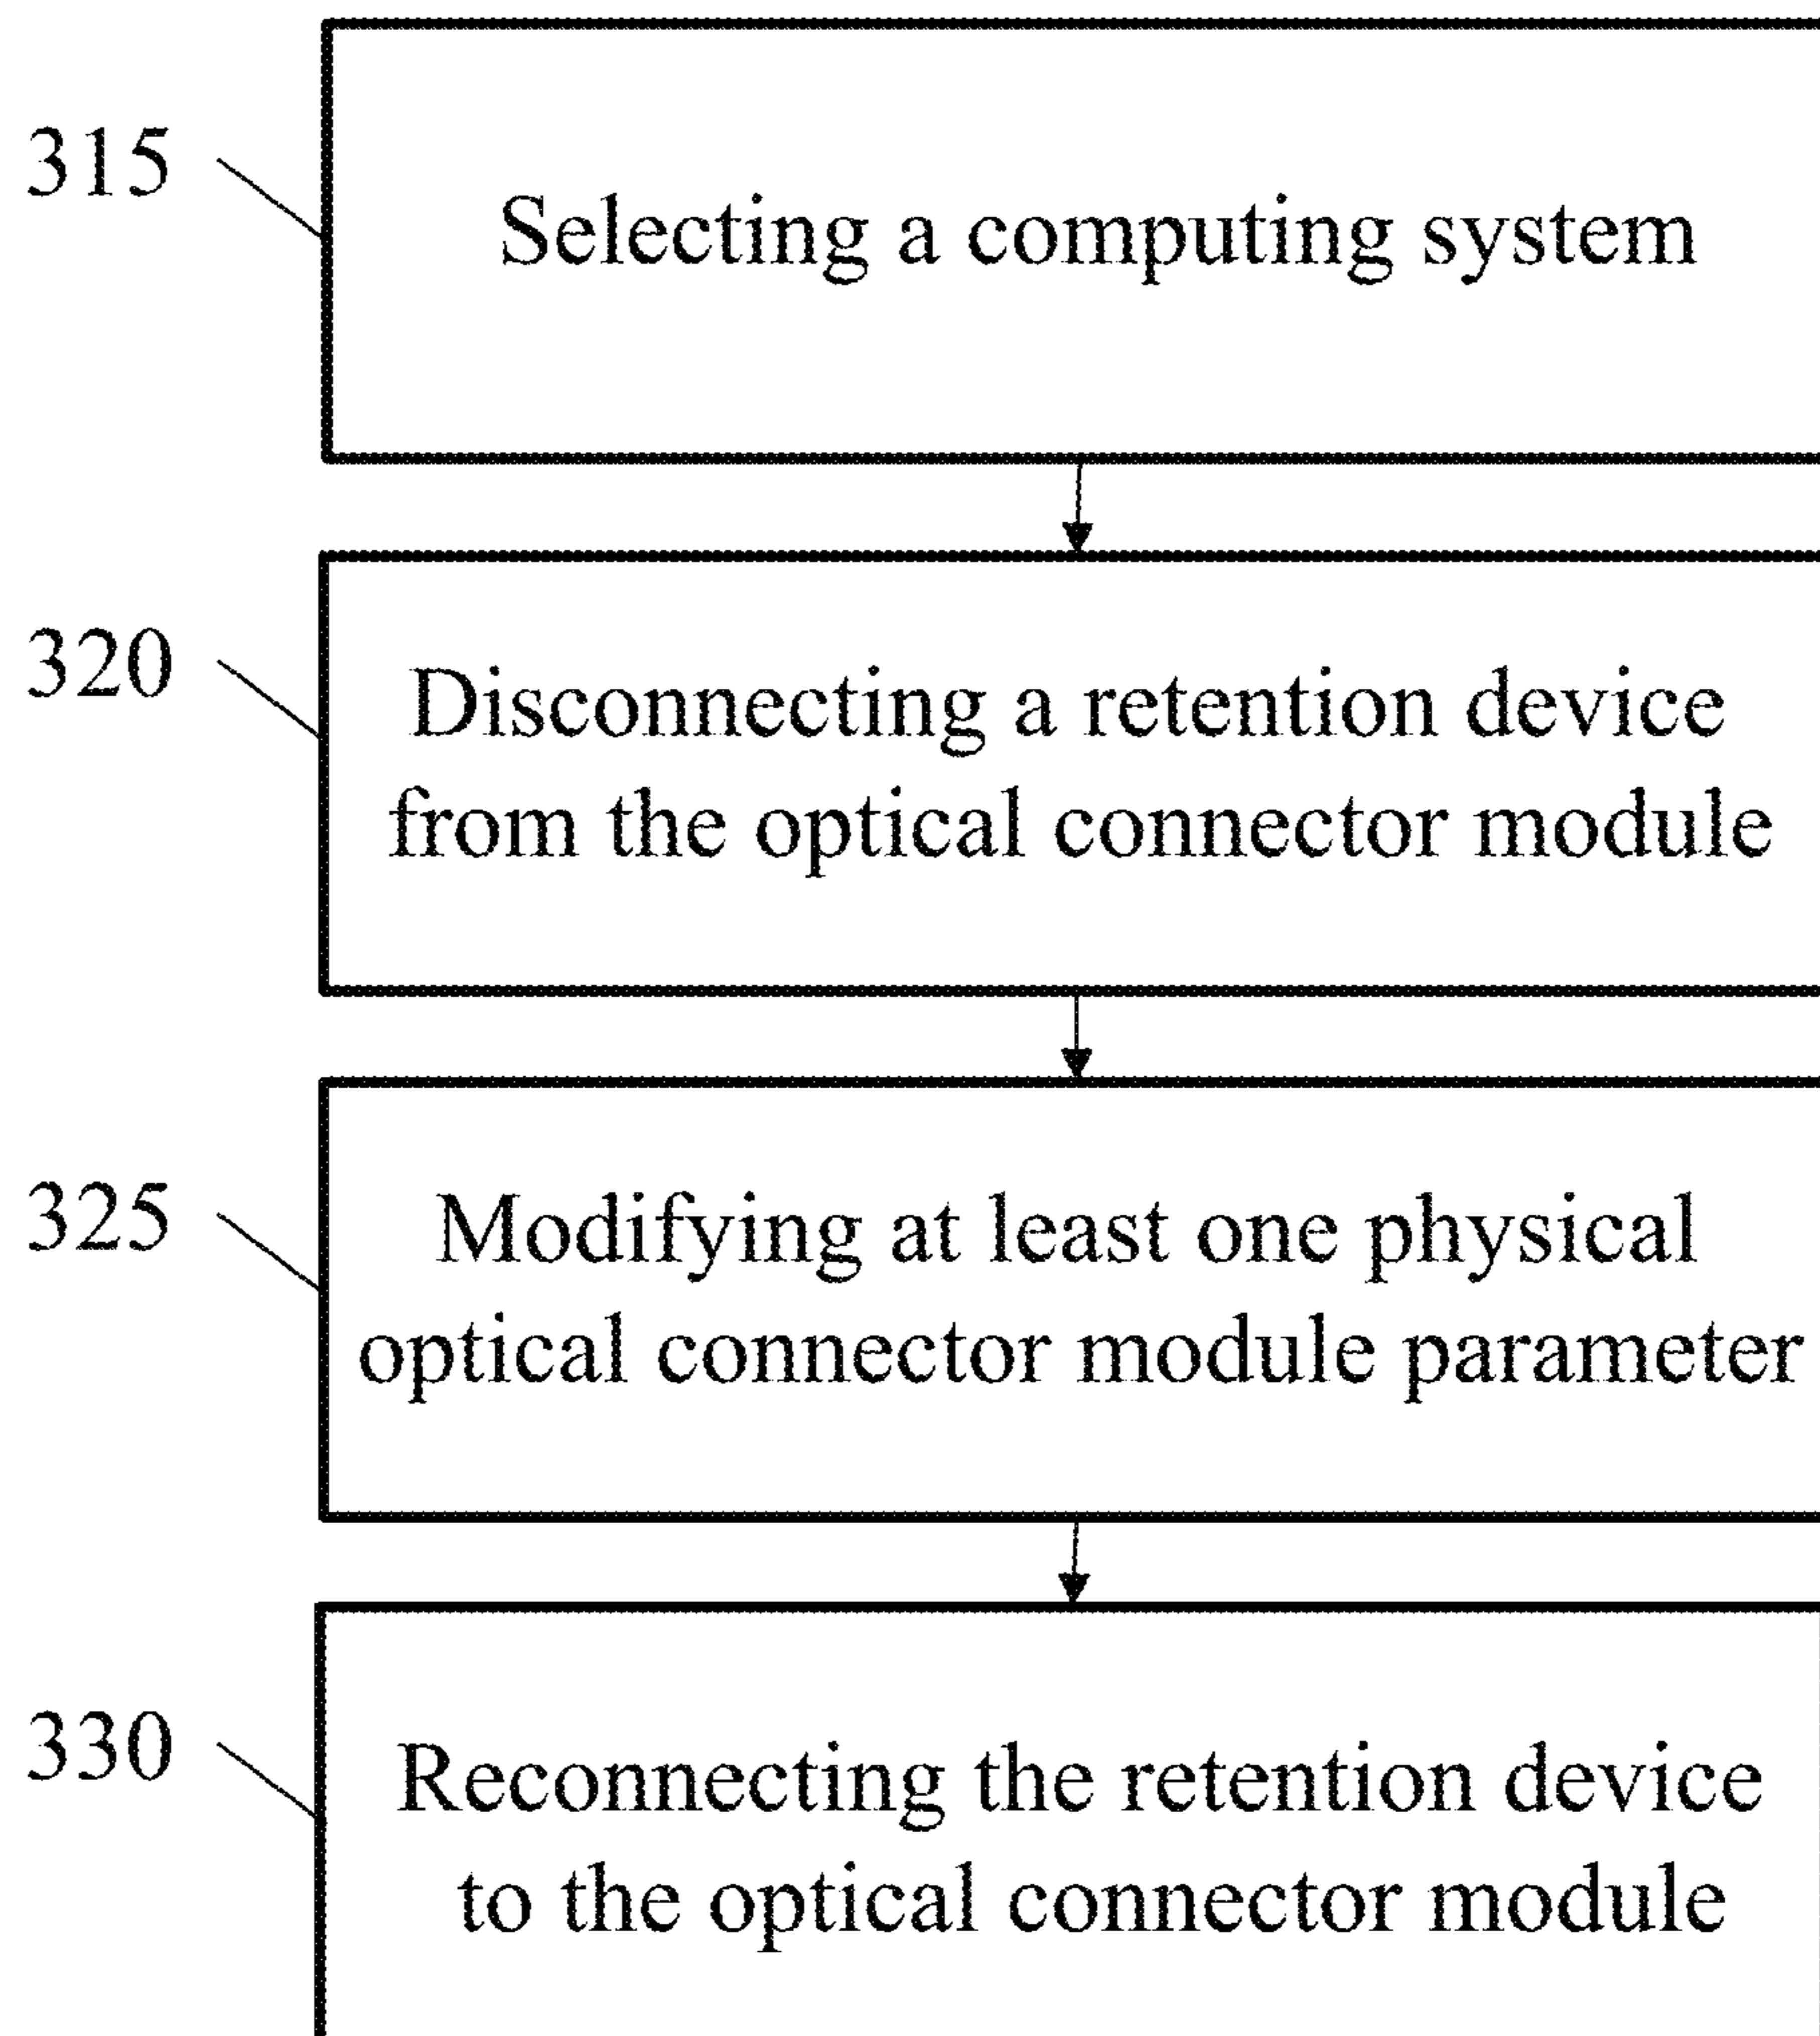 315
Selecting a computing system
320
Disconnecting a retention device
from the optical connector module
325
Modifying at least one physical
optical connector module parameter
330
Reconnecting the retention device
to the optical connector module